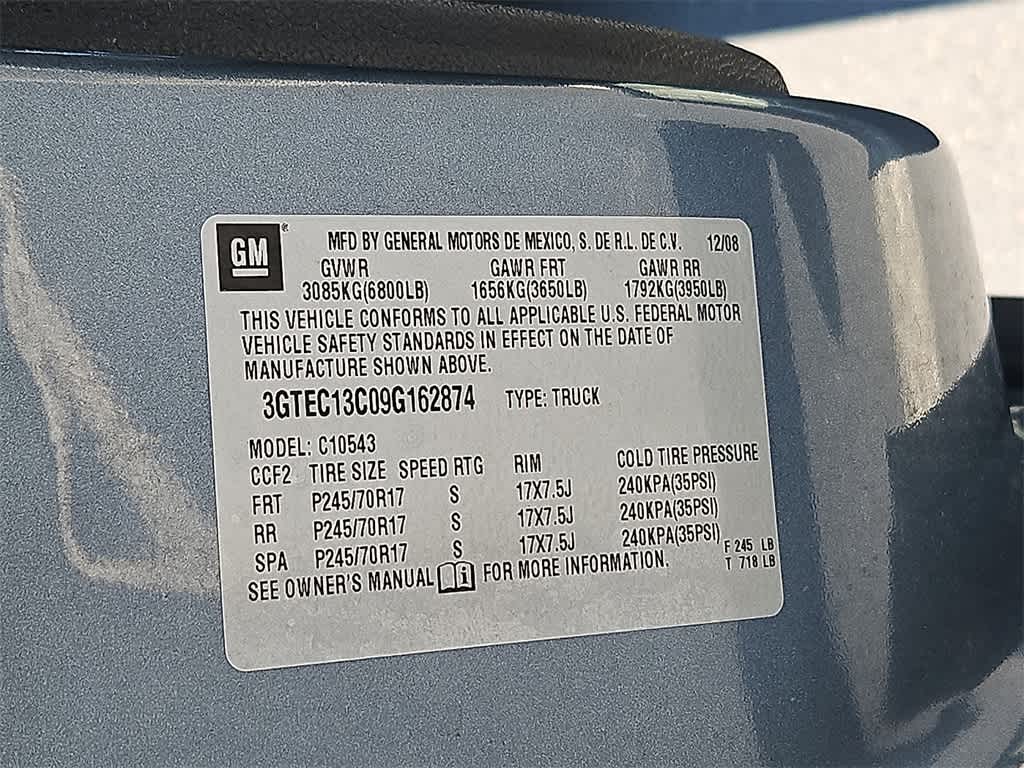 GM ® MFD BY GENERAL MOTORS DE MEXICO, S. DE R.L. DE C.V. 12/08
GVWR GAWR FRT GAWR RR
3085KG(6800LB) 1656KG(3650LB) 1792KG(3950LB)
THIS VEHICLE CONFORMS TO ALL APPLICABLE U.S. FEDERAL MOTOR
VEHICLE SAFETY STANDARDS IN EFFECT ON THE DATE OF
MANUFACTURE SHOWN ABOVE.
3GTEC13C09G162874 TYPE: TRUCK
MODEL: C10543
CCF2 TIRE SIZE SPEED RTG RIM COLD TIRE PRESSURE
FRT P245/70R17 S 17X7.5J 240KPA(35PSI)
RR P245/70R17 S 17X7.5J 240KPA(35PSI)
SPA P245/70R17 S 17X7.5J 240KPA(35PSI)
SEE OWNER'S MANUAL FOR MORE INFORMATION.
F 245 LB
T 718 LB